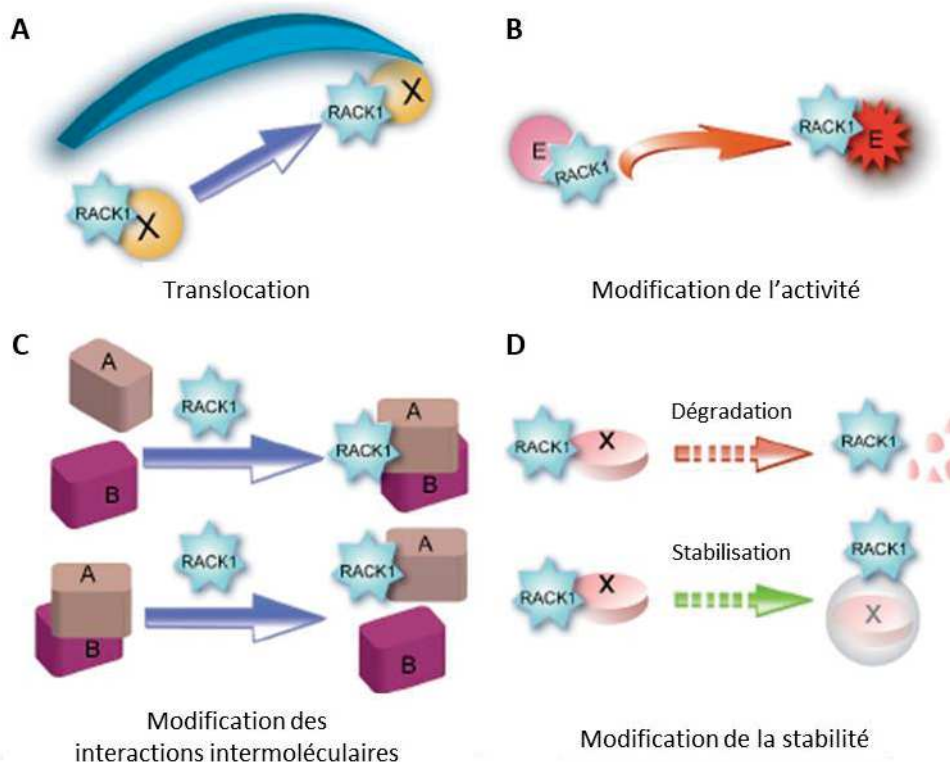 A
RACK1
X
RACK1
X
Translocation
B
E
RACK1
RACK1
E
Modification de l’activité
C
A
RACK1
B
RACK1
A
B
A
B
RACK1
RACK1
A
B
Modification des
interactions intermoléculaires
D
RACK1
X
Dégradation
RACK1
RACK1
X
Stabilisation
RACK1
X
Modification de la stabilité